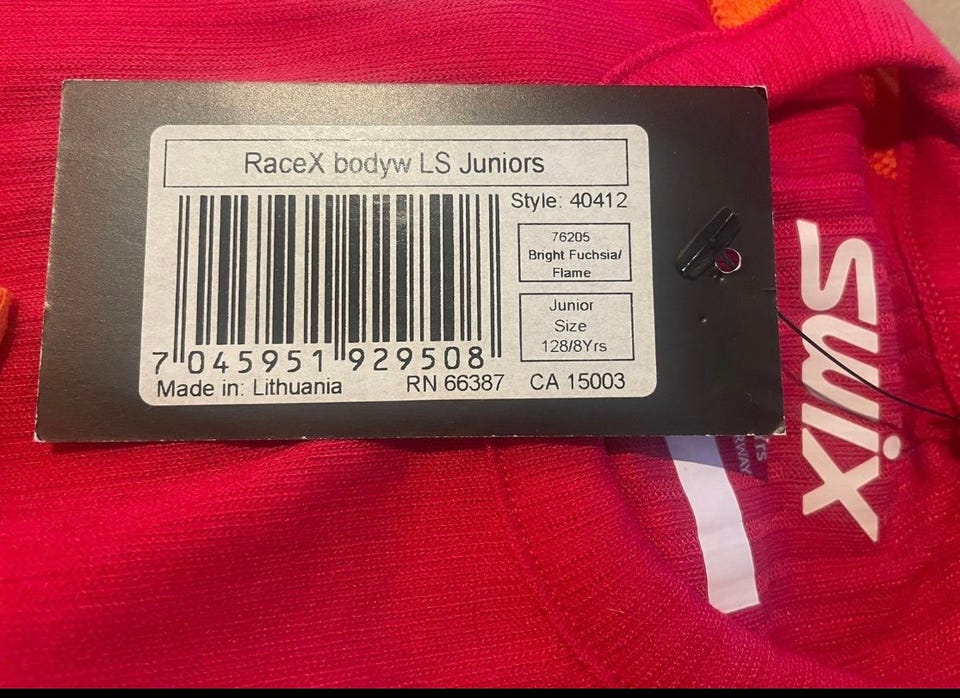 RaceX bodyw LS Juniors
Style: 40412
76205
Bright Fuchsia/
Flame
Junior
Size
128/8Yrs
7 045951 929508
Made in: Lithuania RN 66387 CA 15003
swix